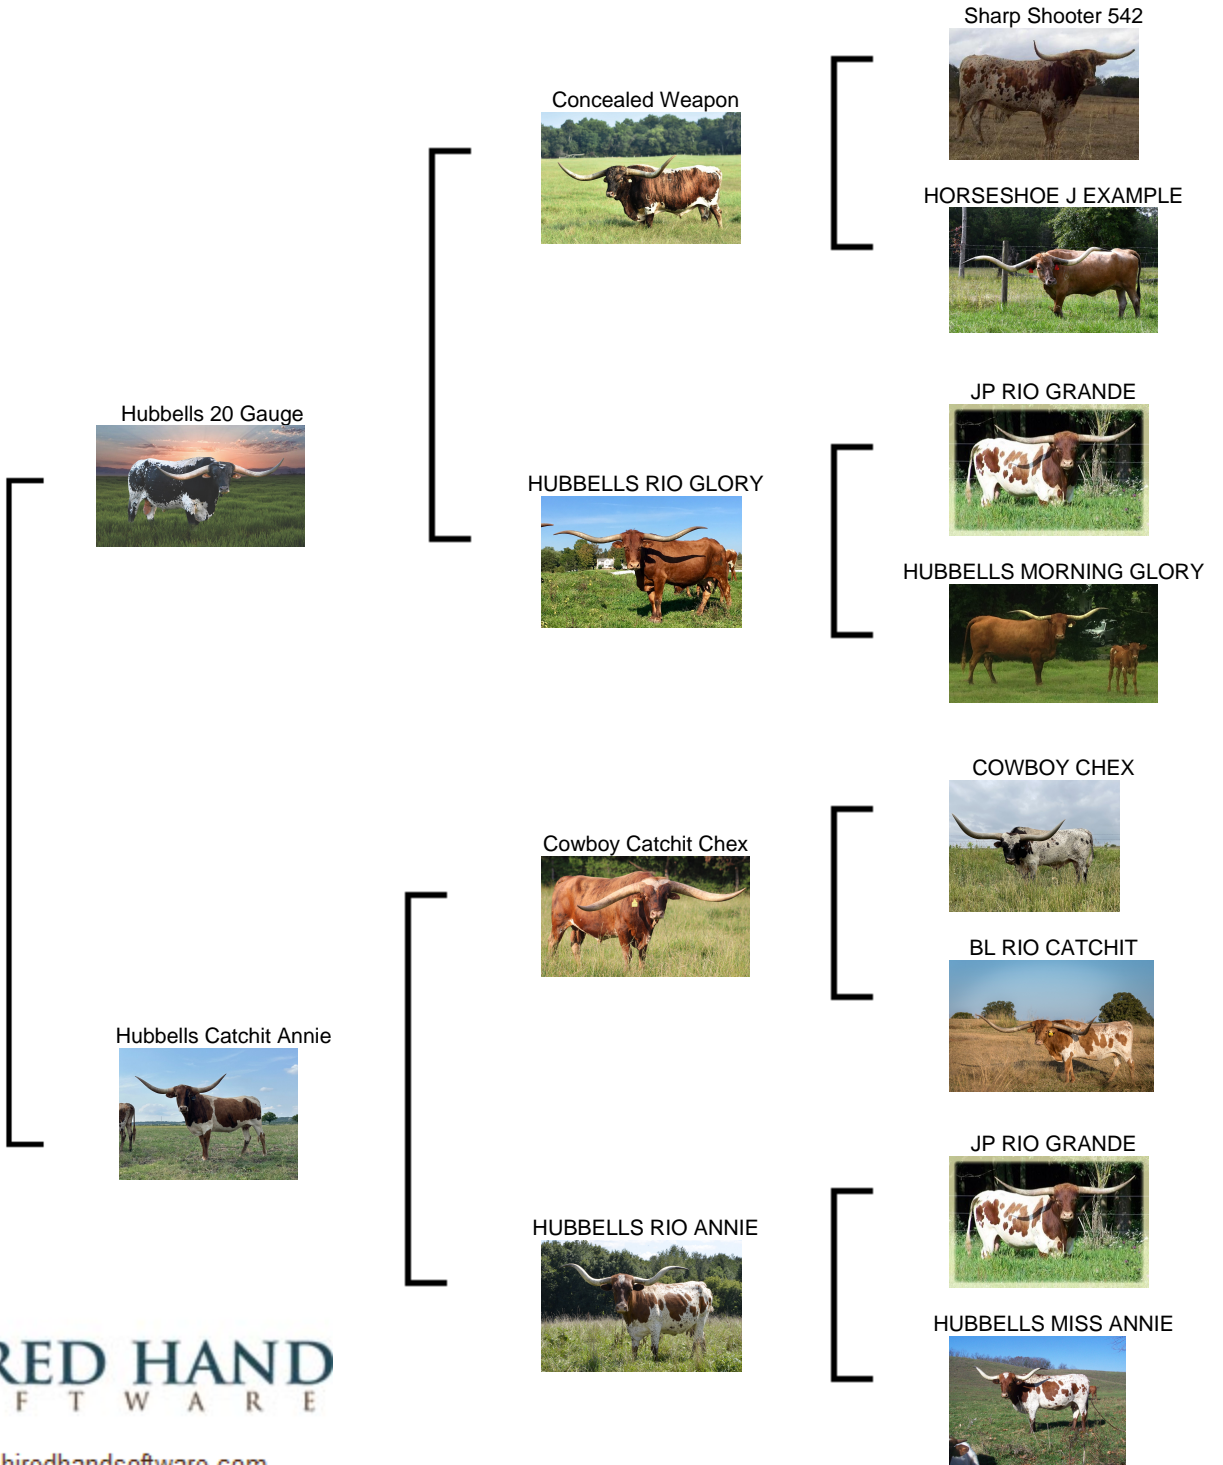 Sharp Shooter 542
Concealed Weapon
HORSESHOE J EXAMPLE
JP RIO GRANDE
Hubbells 20 Gauge
HUBBELLS RIO GLORY
HUBBELLS MORNING GLORY
COWBOY CHEX
Cowboy Catchit Chex
BL RIO CATCHIT
Hubbells Catchit Annie
JP RIO GRANDE
HUBBELLS RIO ANNIE
HUBBELLS MISS ANNIE
RED HAND
F T W A R E
hiredhandsoftware.com